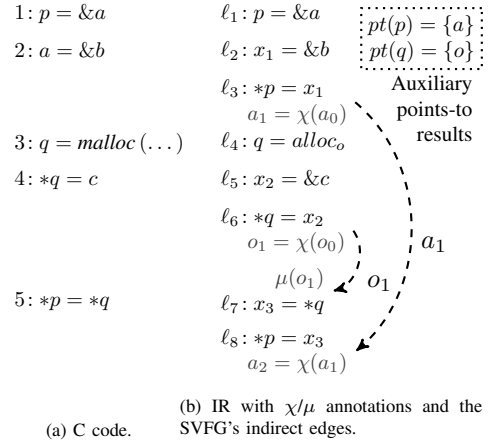 1: p = &a
2: a = &b
3: q = malloc(...)
4: *q = c
5: *p = *q
(a) C code.
ℓ1: p = &a
ℓ2: x1 = &b
ℓ3: *p = x1
a1 = χ(a0)
ℓ4: q = alloco
ℓ5: x2 = &c
ℓ6: *q = x2
o1 = χ(o0)
μ(o1)
ℓ7: x3 = *q
ℓ8: *p = x3
a2 = χ(a1)
pt(p) = {a}
pt(q) = {o}
Auxiliary
points-to
results
a1
o1
(b) IR with χ/μ annotations and the
SVFG's indirect edges.